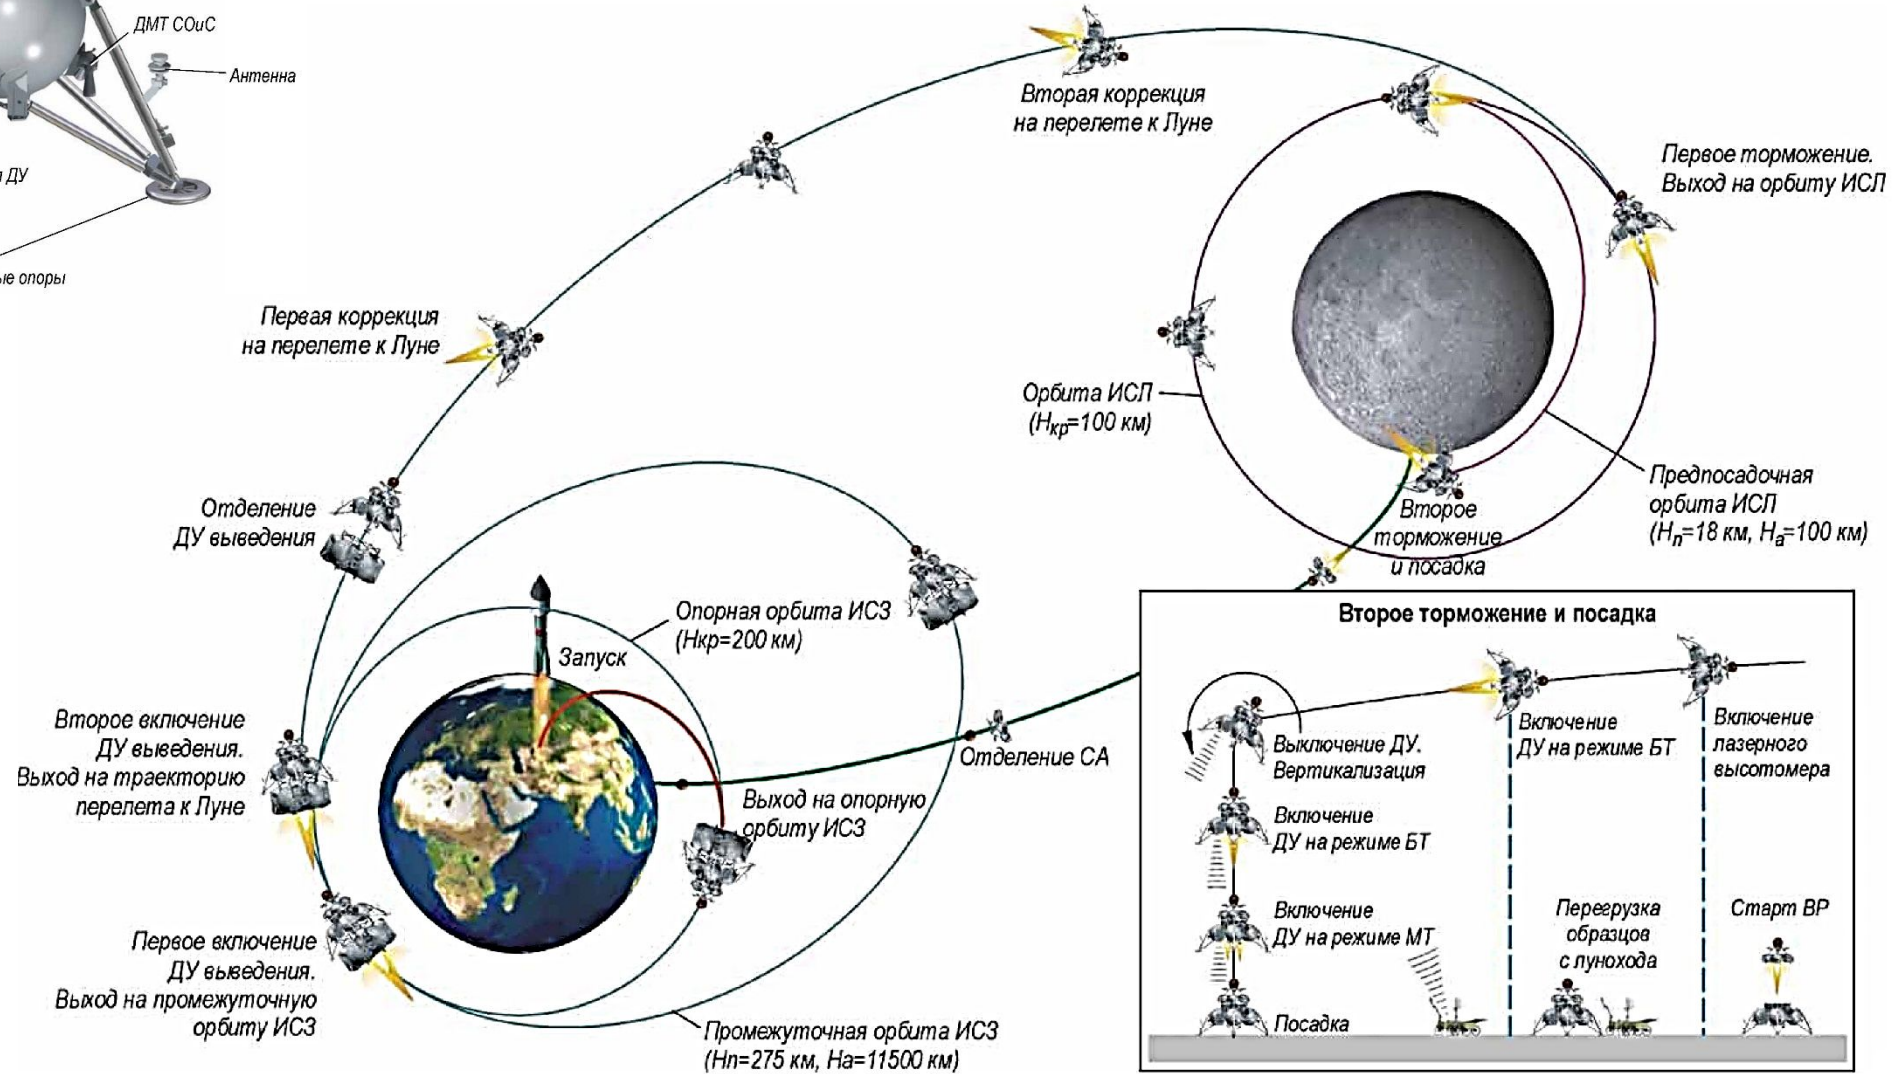 ДМТ СОиС
Антенна
ДУ
опоры
Вторая коррекция
на перелете к Луне
Первое торможение.
Выход на орбиту ИСЛ
Первая коррекция
на перелете к Луне
Орбита ИСЛ
(Нкр=100 км)
Предпосадочная
орбита ИСЛ
(Нп=18 км, На=100 км)
Второе
торможение
и посадка
Отделение
ДУ выведения
Опорная орбита ИСЗ
(Нкр=200 км)
Запуск
Второе включение
ДУ выведения.
Выход на траекторию
перелета к Луне
Отделение СА
Выход на опорную
орбиту ИСЗ
Первое включение
ДУ выведения.
Выход на промежуточную
орбиту ИСЗ
Промежуточная орбита ИСЗ
(Нп=275 км, На=11500 км)
Второе торможение и посадка
Включение
лазерного
высотомера
Включение
ДУ на режиме БТ
Выключение ДУ.
Вертикализация
Включение
ДУ на режиме БТ
Включение
ДУ на режиме МТ
Посадка
Перегрузка
образцов
с лунохода
Старт ВР